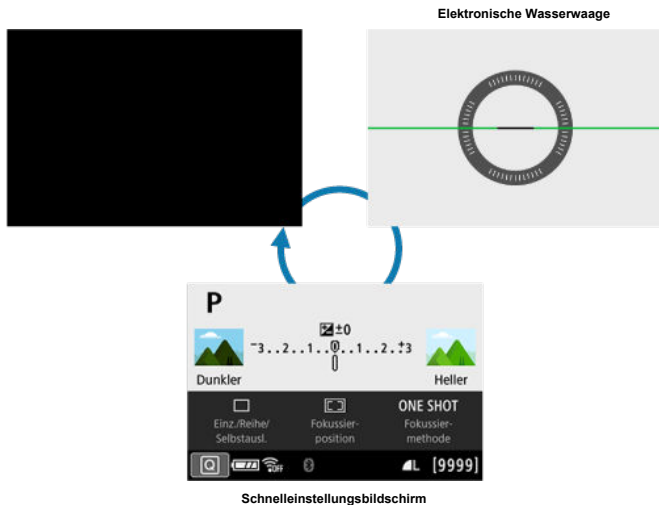 Elektronische Wasserwaage
P
±0
-3..2..1..0..1..2..+3
Dunkler
Heller
ONE SHOT
Einz./Reihe/
Selbstausl.
Fokussier-
position
Fokussier-
methode
Q
OFF
L [9999]
Schnelleinstellungsbildschirm